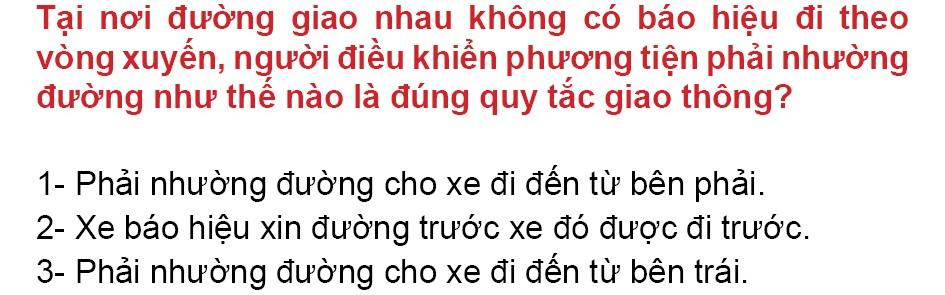 Tại nơi đường giao nhau không có báo hiệu đi theo
vòng xuyến, người điều khiển phương tiện phải nhường
đường như thế nào là đúng quy tắc giao thông?
1- Phải nhường đường cho xe đi đến từ bên phải.
2- Xe báo hiệu xin đường trước xe đó được đi trước.
3- Phải nhường đường cho xe đi đến từ bên trái.